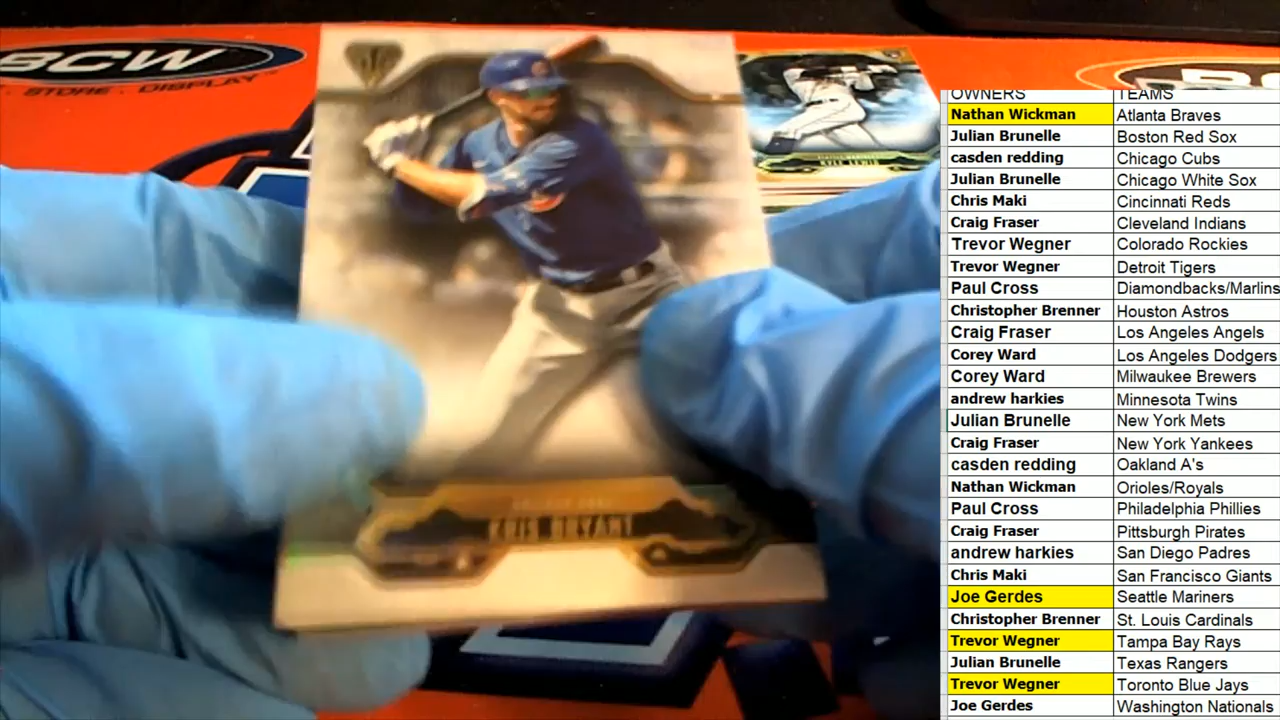 BCW
STORE . DISPLAY
KRIS BRYANT
KYLE LEWIS
OWNERS TEAMS
Nathan Wickman Atlanta Braves
Julian Brunelle Boston Red Sox
casden redding Chicago Cubs
Julian Brunelle Chicago White Sox
Chris Maki Cincinnati Reds
Craig Fraser Cleveland Indians
Trevor Wegner Colorado Rockies
Trevor Wegner Detroit Tigers
Paul Cross Diamondbacks/Marlins
Christopher Brenner Houston Astros
Craig Fraser Los Angeles Angels
Corey Ward Los Angeles Dodgers
Corey Ward Milwaukee Brewers
andrew harkies Minnesota Twins
Julian Brunelle New York Mets
Craig Fraser New York Yankees
casden redding Oakland A's
Nathan Wickman Orioles/Royals
Paul Cross Philadelphia Phillies
Craig Fraser Pittsburgh Pirates
andrew harkies San Diego Padres
Chris Maki San Francisco Giants
Joe Gerdes Seattle Mariners
Christopher Brenner St. Louis Cardinals
Trevor Wegner Tampa Bay Rays
Julian Brunelle Texas Rangers
Trevor Wegner Toronto Blue Jays
Joe Gerdes Washington Nationals